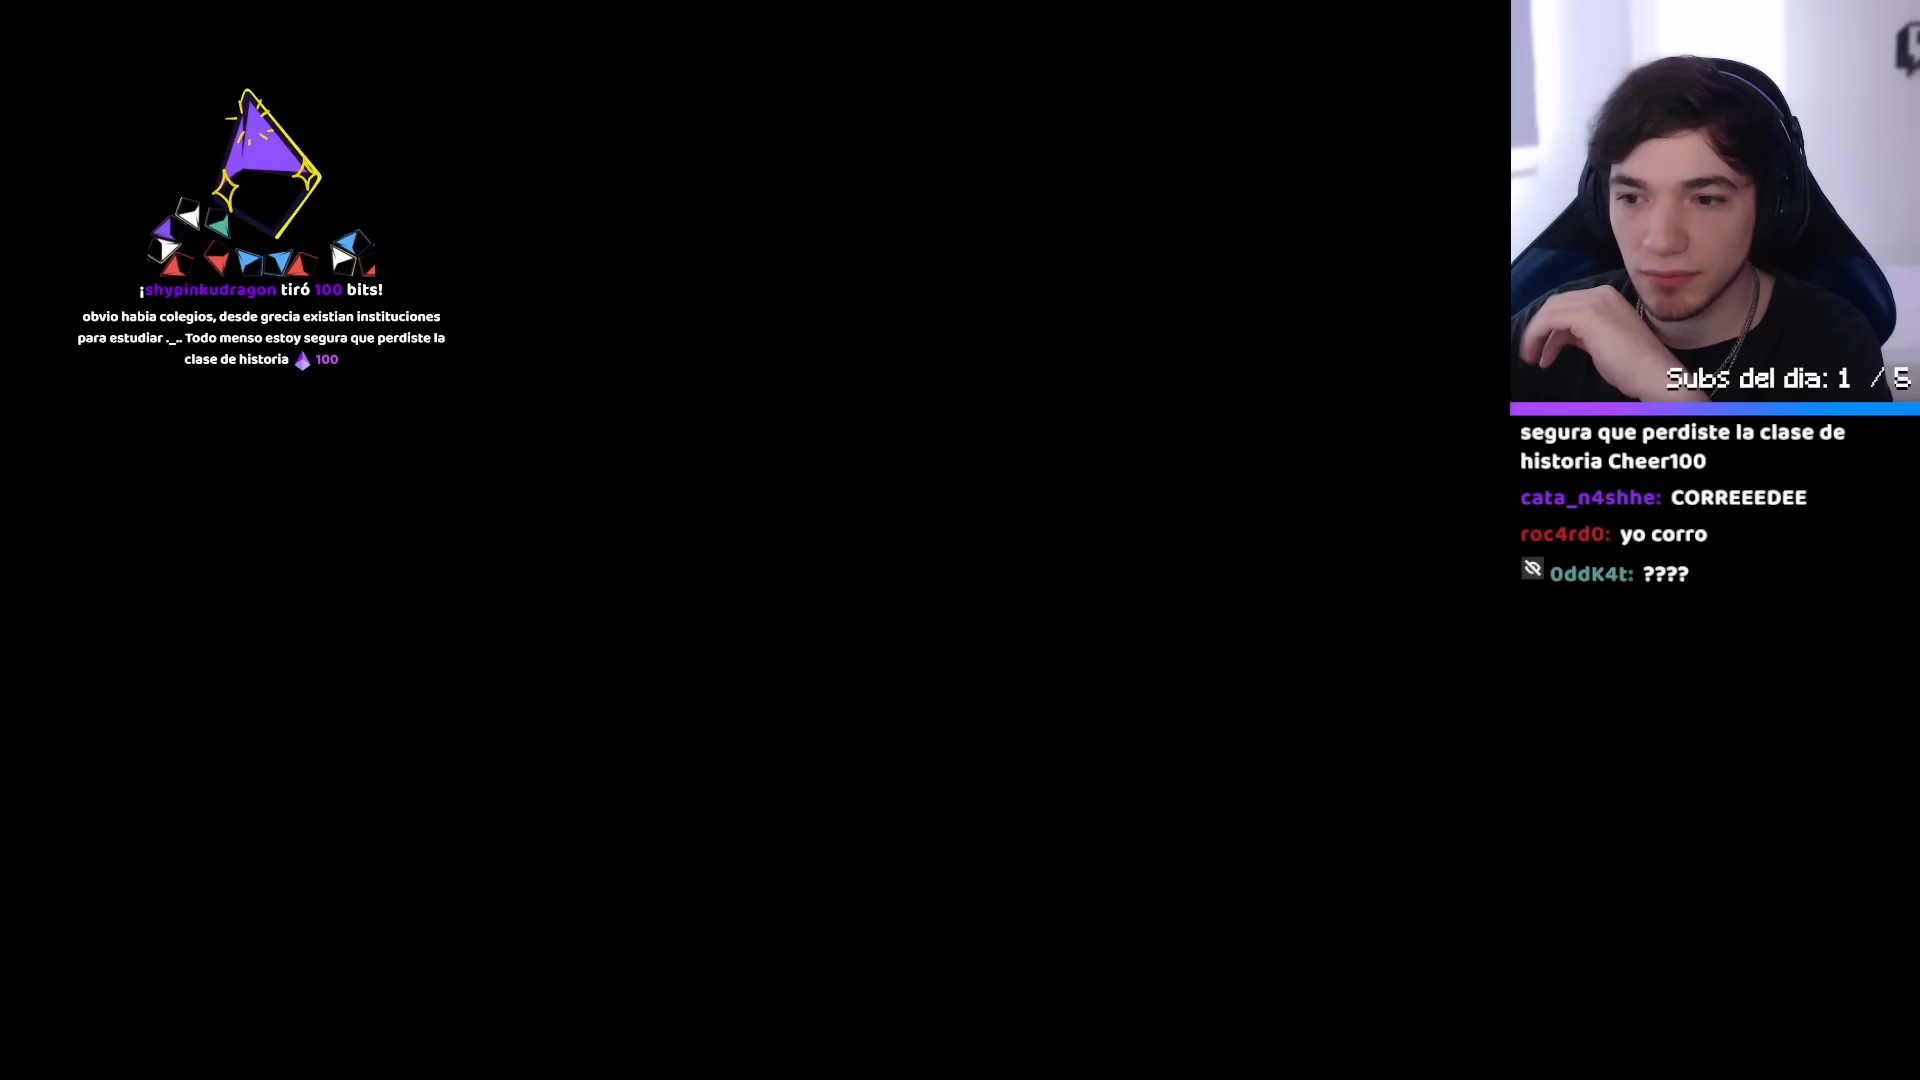 ¡shypinkudragon tiró 100 bits!
obvio habia colegios, desde grecia existian instituciones
para estudiar ._.. Todo menso estoy segura que perdiste la
clase de historia 100
Subs del dia: 1 / 5
segura que perdiste la clase de
historia Cheer100
cata_n4shhe: CORREEEDEE
roc4rd0: yo corro
0ddK4t: ????